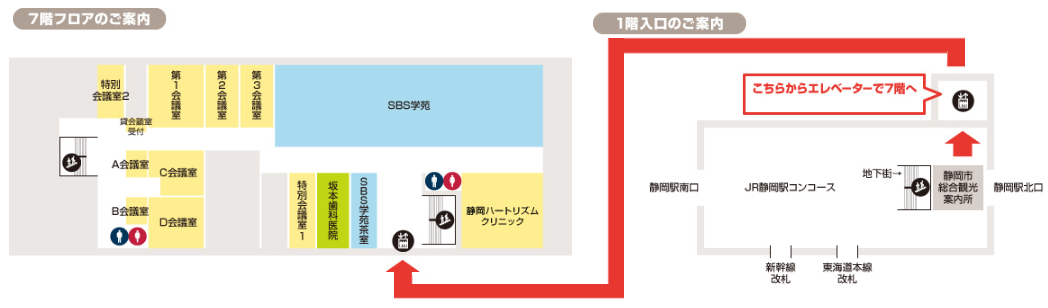 7階フロアのご案内
特別
会議室2
第1会議室
第2会議室
第3会議室
SBS学苑
貸会議室
受付
A会議室
C会議室
B会議室
D会議室
特別会議室1
坂本歯科医院
SBS学苑茶室
静岡ハートリズム
クリニック
1階入口のご案内
こちらからエレベーターで7階へ
静岡駅南口
JR静岡駅コンコース
地下街→
静岡市
総合観光
案内所
静岡駅北口
新幹線
改札
東海道本線
改札